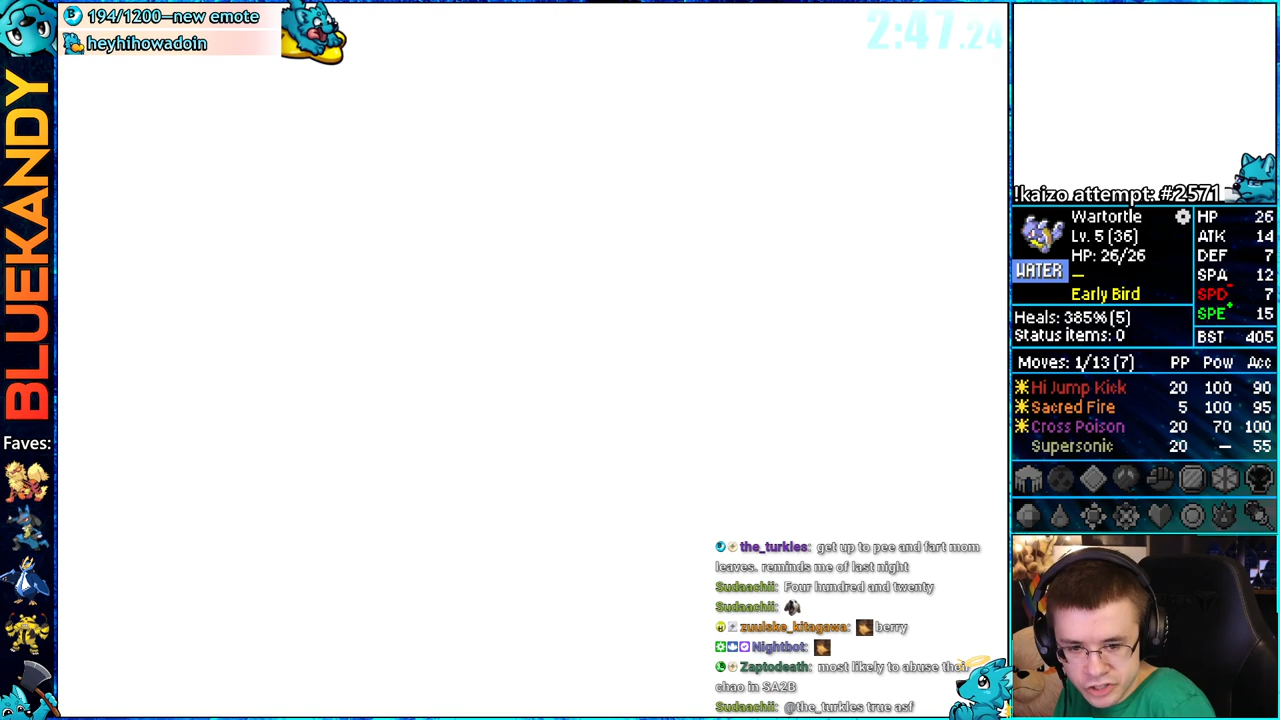 194/1200—new emote
heyhihowadoin
2:47.24
BLUEKANDY
Faves:
!kaizo attempt: #2571
Wartortle
Lv. 5 (36)
HP: 26/26
WATER
—
Early Bird
HP 26
ATK 14
DEF 7
SPA 12
SPD 7
SPE 15
Heals: 385% (5)
Status items: 0
BST 405
Moves: 1/13 (7) PP Pow Acc
Hi Jump Kick 20 100 90
Sacred Fire 5 100 95
Cross Poison 20 70 100
Supersonic 20 — 55
the_turkles: get up to pee and fart mom
leaves. reminds me of last night
Sudaachii: Four hundred and twenty
Sudaachii:
zuulske_kitagawa: berry
Nightbot:
Zaptodeath: most likely to abuse their
chao in SA2B
Sudaachii: @the_turkles true asf